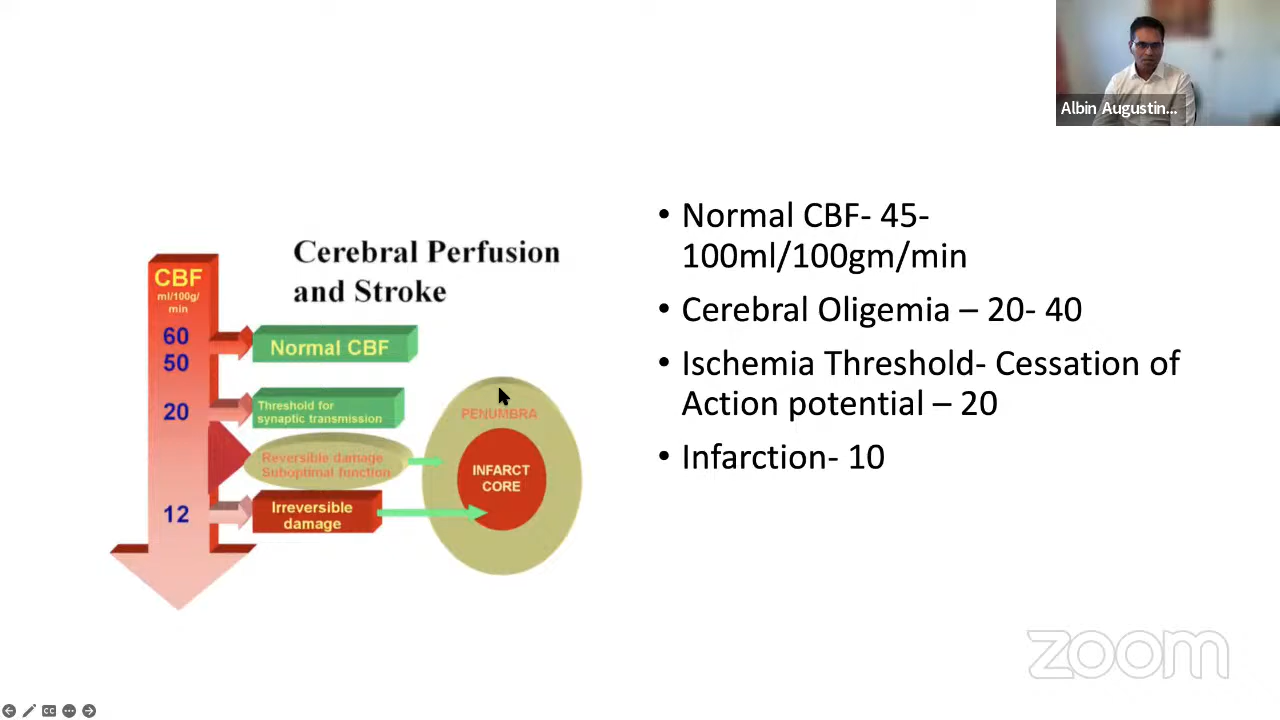 Albin Augustin...
Cerebral Perfusion
and Stroke
CBF
ml/100g/
min
60
50
20
12
Normal CBF
Threshold for
synaptic transmission
Reversible damage
Suboptimal function
Irreversible
damage
PENUMBRA
INFARCT
CORE
• Normal CBF- 45-
100ml/100gm/min
• Cerebral Oligemia – 20- 40
• Ischemia Threshold- Cessation of
Action potential – 20
• Infarction- 10
zoom
CC